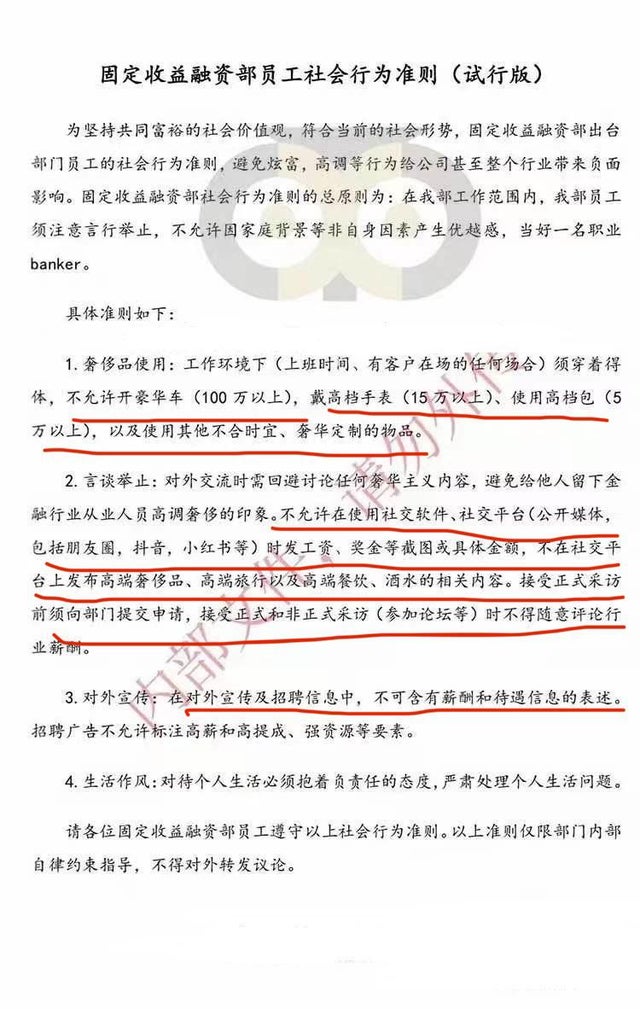 固定收益融资部员工社会行为准则（试行版）
为坚持共同富裕的社会价值观，符合当前的社会形势，固定收益融资部出台
部门员工的社会行为准则，避免炫富，高调等行为给公司甚至整个行业带来负面
影响。固定收益融资部社会行为准则的总原则为：在我部工作范围内，我部员工
须注意言行举止，不允许因家庭背景等非自身因素产生优越感，当好一名职业
banker。
具体准则如下：
1.奢侈品使用：工作环境下（上班时间、有客户在场的任何场合）须穿着得
体，不允许开豪华车（100 万以上），戴高档手表（15 万以上）、使用高档包（5
万以上），以及使用其他不合时宜、奢华定制的物品。
2.言谈举止：对外交流时需回避讨论任何奢华主义内容，避免给他人留下金
融行业从业人员高调奢侈的印象。不允许在使用社交软件、社交平台（公开媒体，
包括朋友圈，抖音，小红书等）时发工资、奖金等截图或具体金额，不在社交平
台上发布高端奢侈品、高端旅行以及高端餐饮、酒水的相关内容。接受正式采访
前须向部门提交申请，接受正式和非正式采访（参加论坛等）时不得随意评论行
业薪酬。
3.对外宣传：在对外宣传及招聘信息中，不可含有薪酬和待遇信息的表述。
招聘广告不允许标注高薪和高提成、强资源等要素。
4.生活作风：对待个人生活必须抱着负责任的态度，严肃处理个人生活问题。
请各位固定收益融资部员工遵守以上社会行为准则。以上准则仅限部门内部
自律约束指导，不得对外转发议论。
内部文件，请勿外传